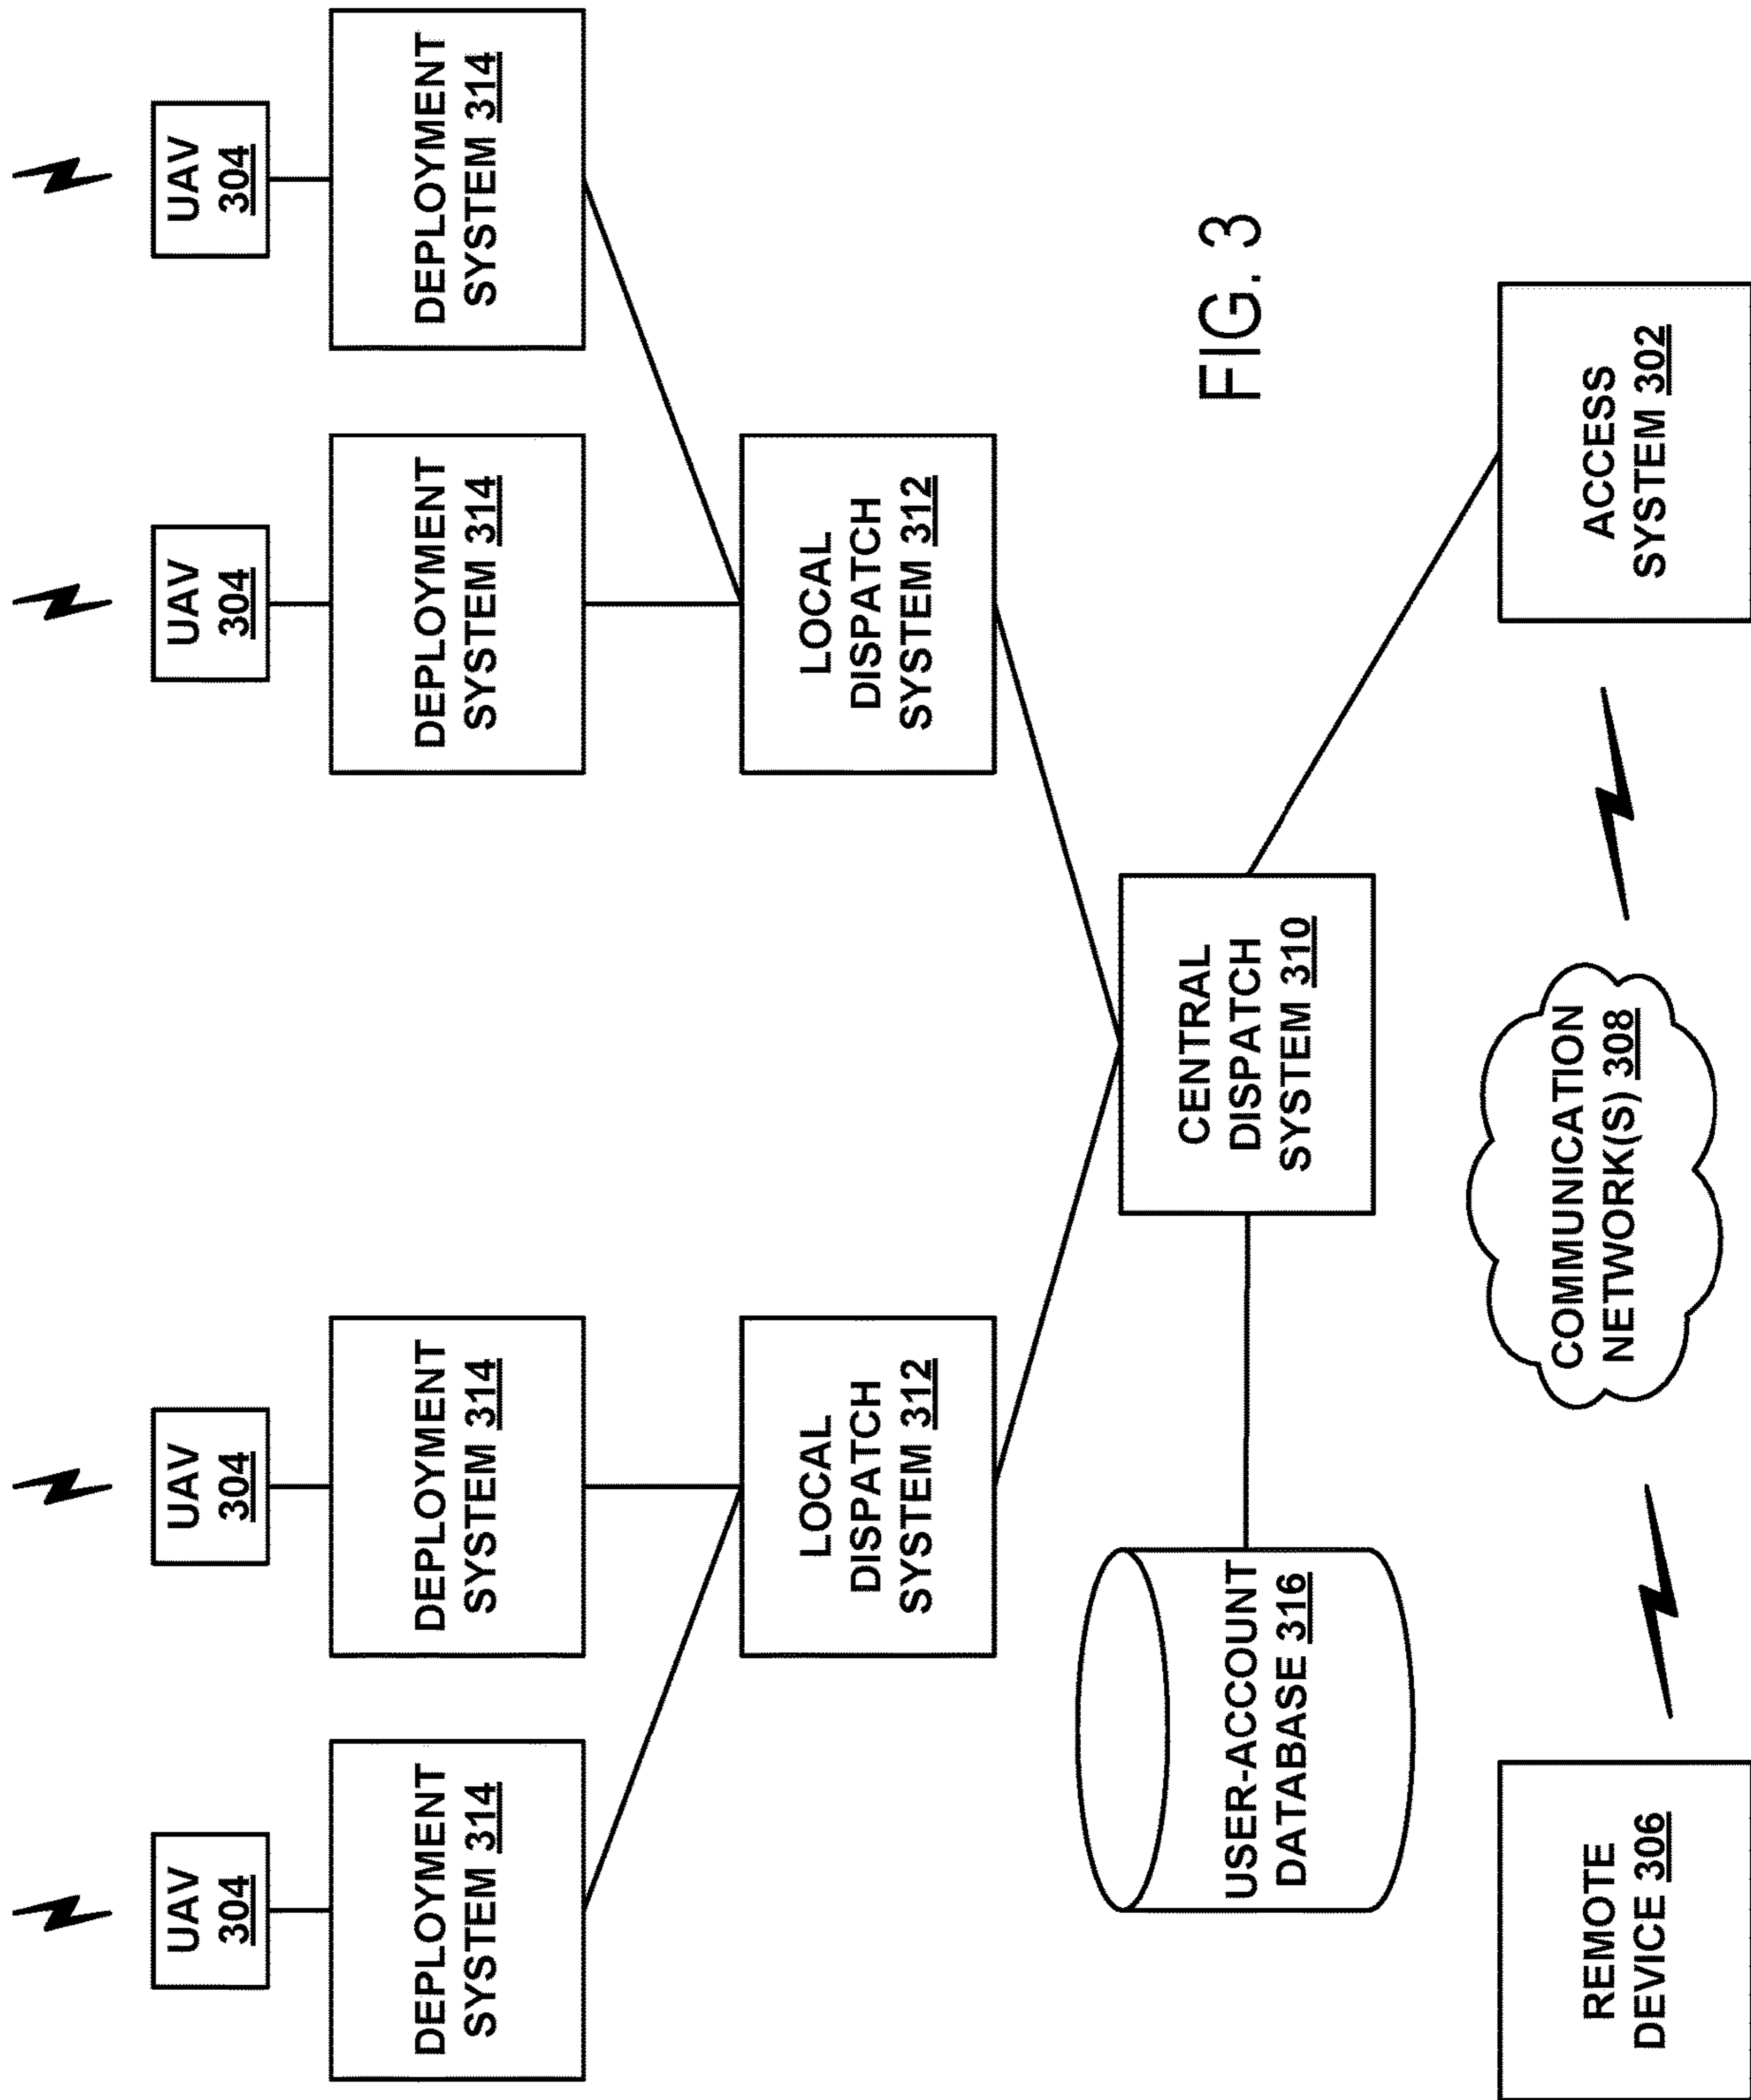 UAV
304
UAV
304
UAV
304
UAV
304
DEPLOYMENT
SYSTEM 314
DEPLOYMENT
SYSTEM 314
DEPLOYMENT
SYSTEM 314
DEPLOYMENT
SYSTEM 314
LOCAL
DISPATCH
SYSTEM 312
LOCAL
DISPATCH
SYSTEM 312
USER-ACCOUNT
DATABASE 316
CENTRAL
DISPATCH
SYSTEM 310
FIG. 3
REMOTE
DEVICE 306
COMMUNICATION
NETWORK(S) 308
ACCESS
SYSTEM 302